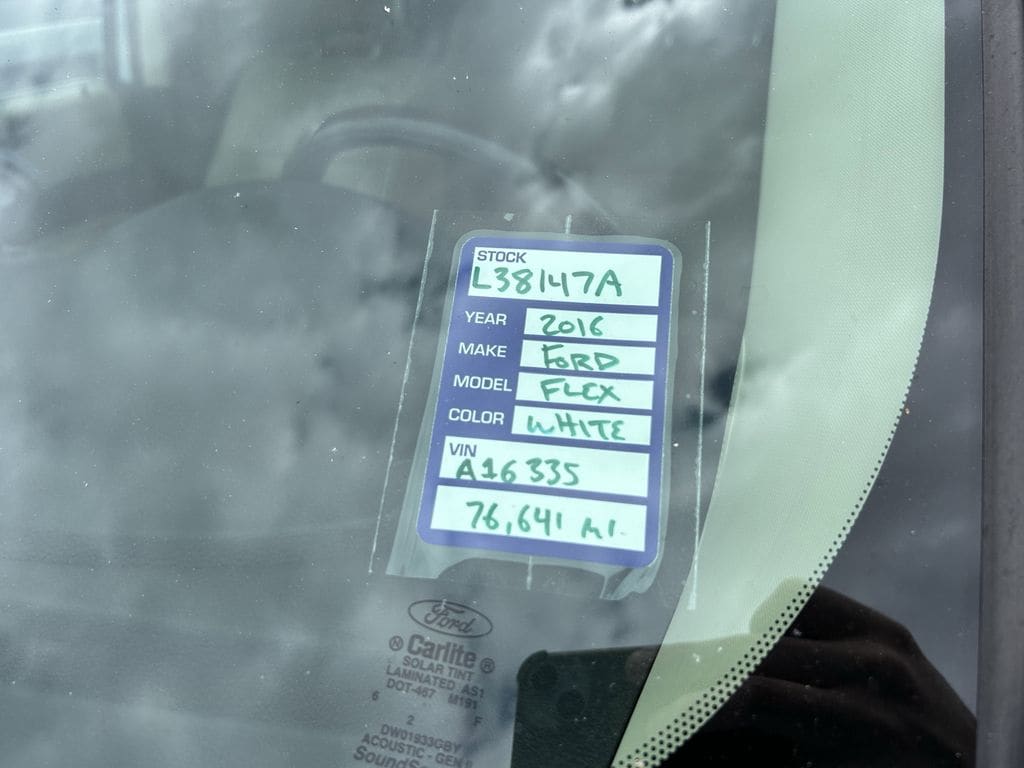 STOCK
L38147A
YEAR 2016
MAKE FORD
MODEL FLEX
COLOR WHITE
VIN
A16335
76,641 MI.
Ford
Carlite
SOLAR TINT
LAMINATED AS1
DOT-467 M191
6 2 F
DW01933GBY
ACOUSTIC - GEN II